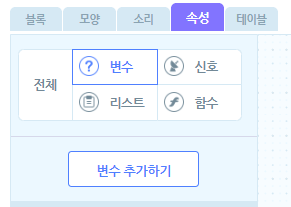 블록 모양 소리 속성 테이블
전체 ? 변수 신호
리스트 f 함수
변수 추가하기